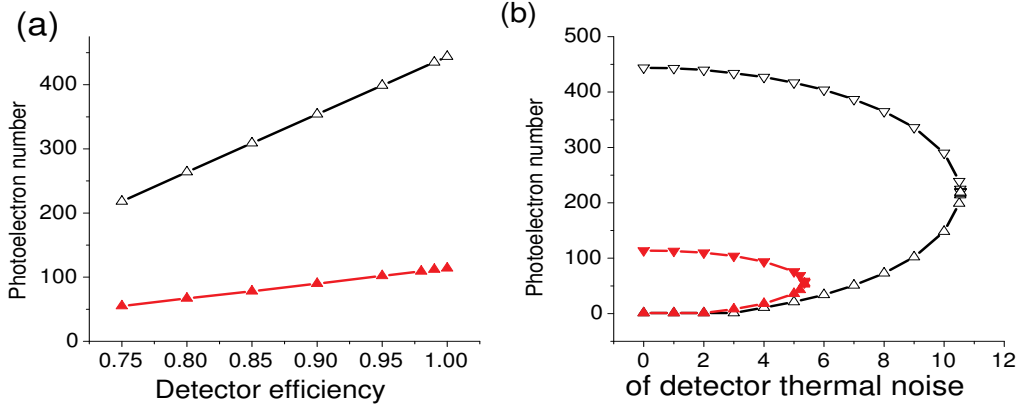 (a)
Photoelectron number
400
300
200
100
0
0.75 0.80 0.85 0.90 0.95 1.00
Detector efficiency
(b)
Photoelectron number
500
400
300
200
100
0
0 2 4 6 8 10 12
of detector thermal noise